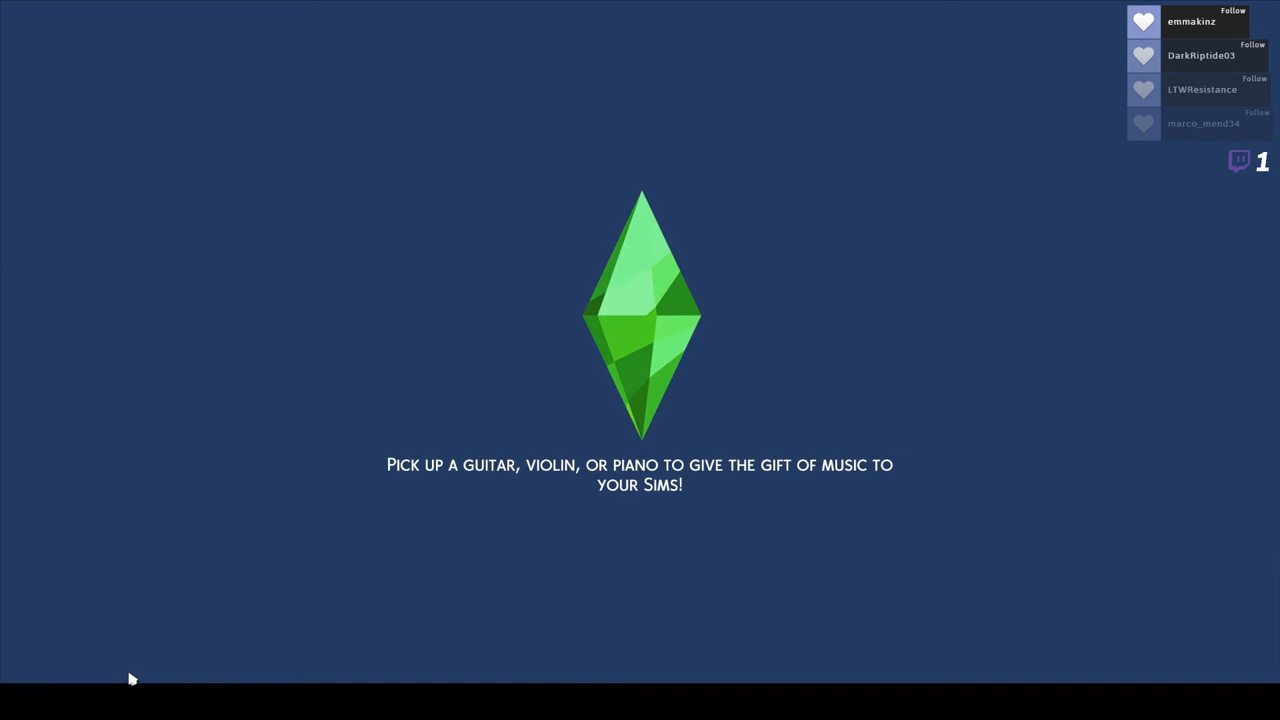 Follow
emmakinz
Follow
DarkRiptide03
Follow
LTWResistance
Follow
marco_mend34
1
PICK UP A GUITAR, VIOLIN, OR PIANO TO GIVE THE GIFT OF MUSIC TO
YOUR SIMS!